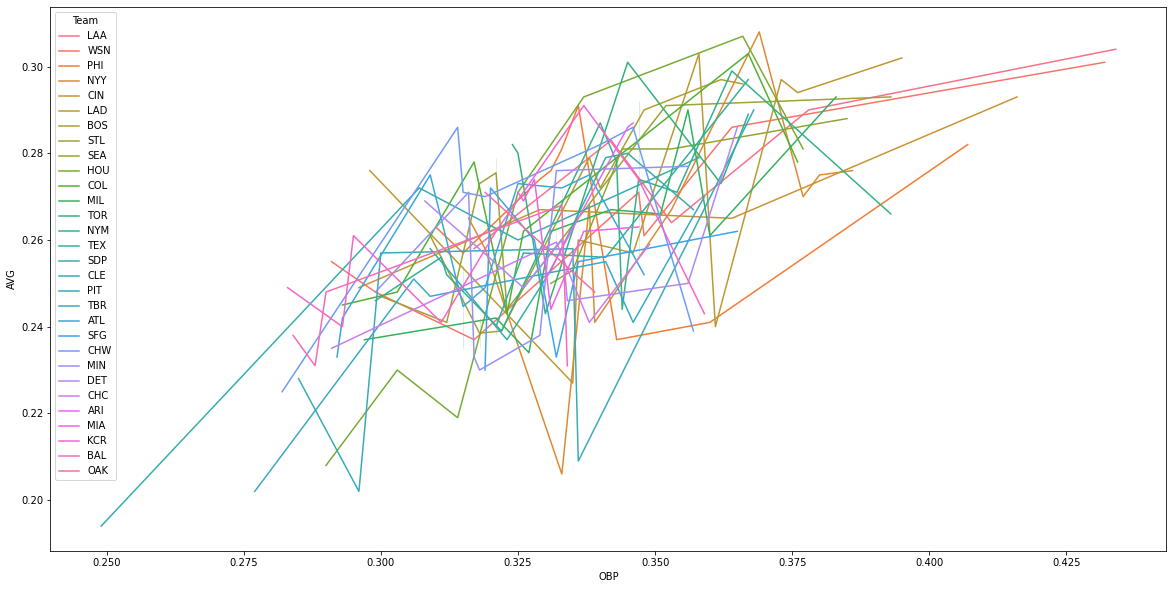 Team
LAA
WSN
PHI
NYY
CIN
LAD
BOS
STL
SEA
HOU
COL
MIL
TOR
NYM
TEX
SDP
CLE
PIT
TBR
ATL
SFG
CHW
MIN
DET
CHC
ARI
MIA
KCR
BAL
OAK
0.30
0.28
0.26
0.24
0.22
0.20
AVG
0.250 0.275 0.300 0.325 0.350 0.375 0.400 0.425
OBP